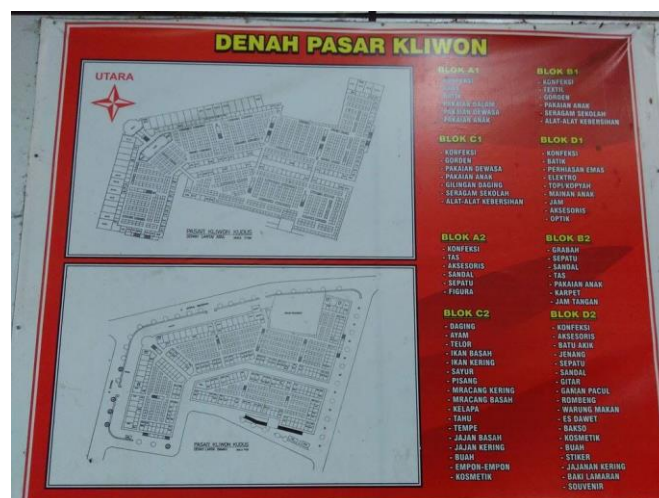 DENAH PASAR KLIWON
UTARA
PASAR KLIWON KUDUS
PASAR KLIWON KUDUS
BLOK A1
- KONFEKSI
PAKAIAN DALAM
PAKAIAN DEWASA
PAKAIAN ANAK
BLOK B1
- KONFEKSI
- TEXTIL
- GORDEN
- PAKAIAN ANAK
- SERAGAM SEKOLAH
- ALAT-ALAT KEBERSIHAN
BLOK C1
- KONFEKSI
- GORDEN
- PAKAIAN DEWASA
- PAKAIAN ANAK
- GILINGAN DAGING
- SERAGAM SEKOLAH
- ALAT-ALAT KEBERSIHAN
BLOK D1
- KONFEKSI
- BATIK
- PERHIASAN EMAS
- ELEKTRO
- TOPI/KOPYAH
- MAINAN ANAK
- JAM
- AKSESORIS
- OPTIK
BLOK A2
- KONFEKSI
- TAS
- AKSESORIS
- SANDAL
- SEPATU
- FIGURA
BLOK B2
- GRABAH
- SEPATU
- SANDAL
- TAS
- PAKAIAN ANAK
- KARPET
- JAM TANGAN
BLOK C2
- DAGING
- AYAM
- TELOR
- IKAN BASAH
- IKAN KERING
- SAYUR
- PISANG
- MRACANG KERING
- MRACANG BASAH
- KELAPA
- TAHU
- TEMPE
- JAJAN BASAH
- JAJAN KERING
- BUAH
- EMPON-EMPON
- KOSMETIK
BLOK D2
- KONFEKSI
- AKSESORIS
- BATU AKIK
- JENANG
- SEPATU
- SANDAL
- GITAR
- GAMAN PACUL
- ROMBENG
- WARUNG MAKAN
- ES DAWET
- BAKSO
- KOSMETIK
- BUAH
- STIKER
- JAJANAN KERING
- BAKI LAMARAN
- SOUVENIR